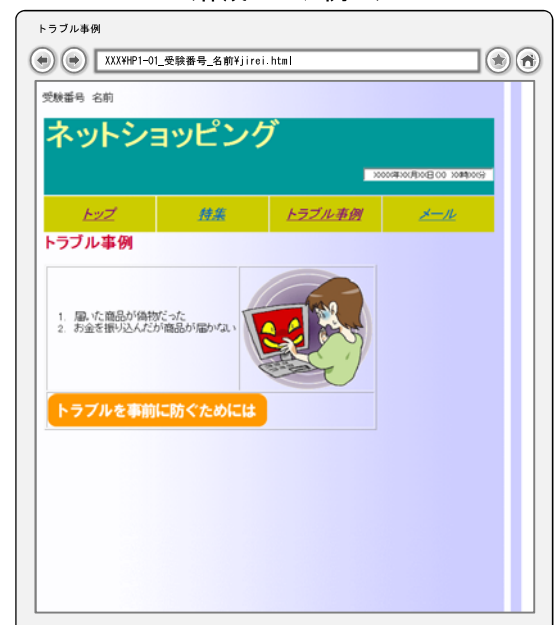 トラブル事例
XXX¥HP1-01_受験番号_名前¥jirei.html
受験番号 名前
ネットショッピング
XXXX年XX月XX日(X) XX時XX分
トップ 特集 トラブル事例 メール
トラブル事例
1. 届いた商品が偽物だった
2. お金を振り込んだが商品が届かない
トラブルを事前に防ぐためには